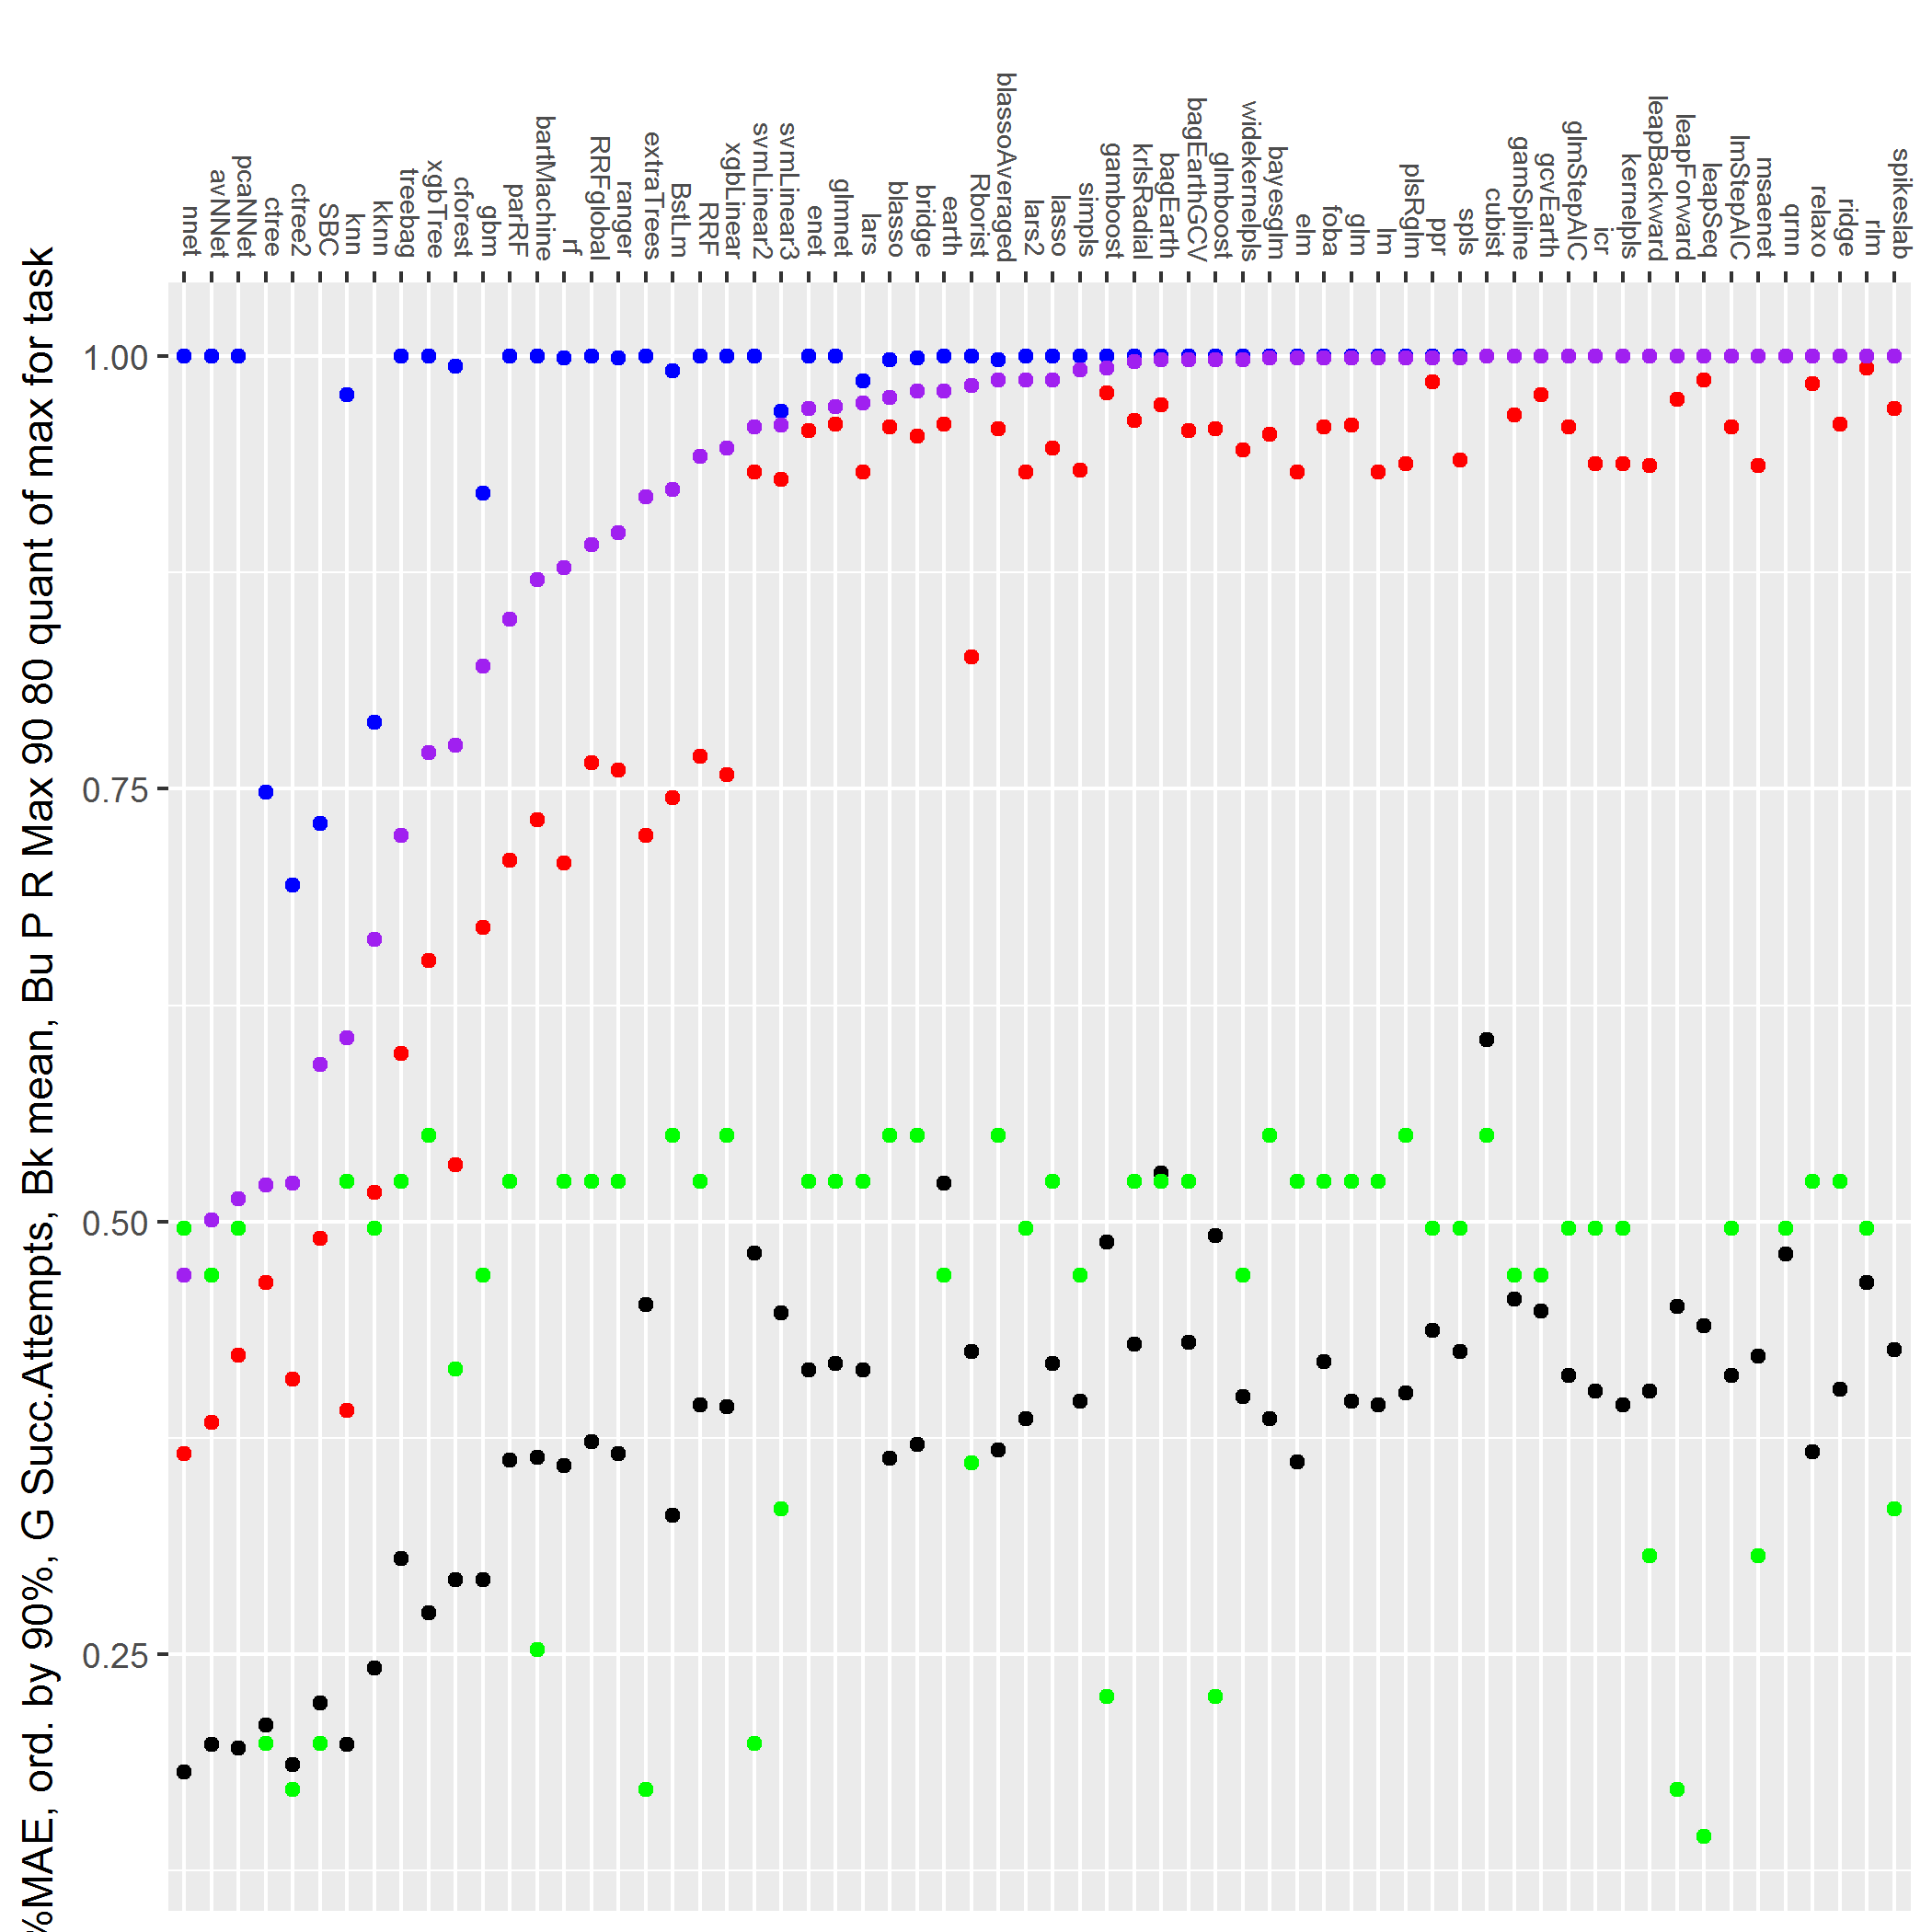 nnet
avNNet
pcaNNet
ctree
ctree2
SBC
knn
kknn
treebag
xgbTree
cforest
gbm
parRF
bartMachine
rf
RRFglobal
ranger
extraTrees
BstLm
RRF
xgbLinear
svmLinear2
svmLinear3
enet
glmnet
lars
blasso
bridge
earth
Rborist
blassoAveraged
lars2
lasso
simpls
gamboost
krlsRadial
bagEarth
bagEarthGCV
glmboost
widekernelpls
bayesglm
elm
foba
glm
lm
plsRglm
ppr
spls
cubist
gamSpline
gcvEarth
glmStepAIC
icr
kernelpls
leapBackward
leapForward
leapSeq
lmStepAIC
msaenet
qrnn
relaxo
ridge
rlm
spikeslab
%MAE, ord. by 90%, G Succ.Attempts, Bk mean, Bu P R Max 90 80 quant of max for task
1.00
0.75
0.50
0.25